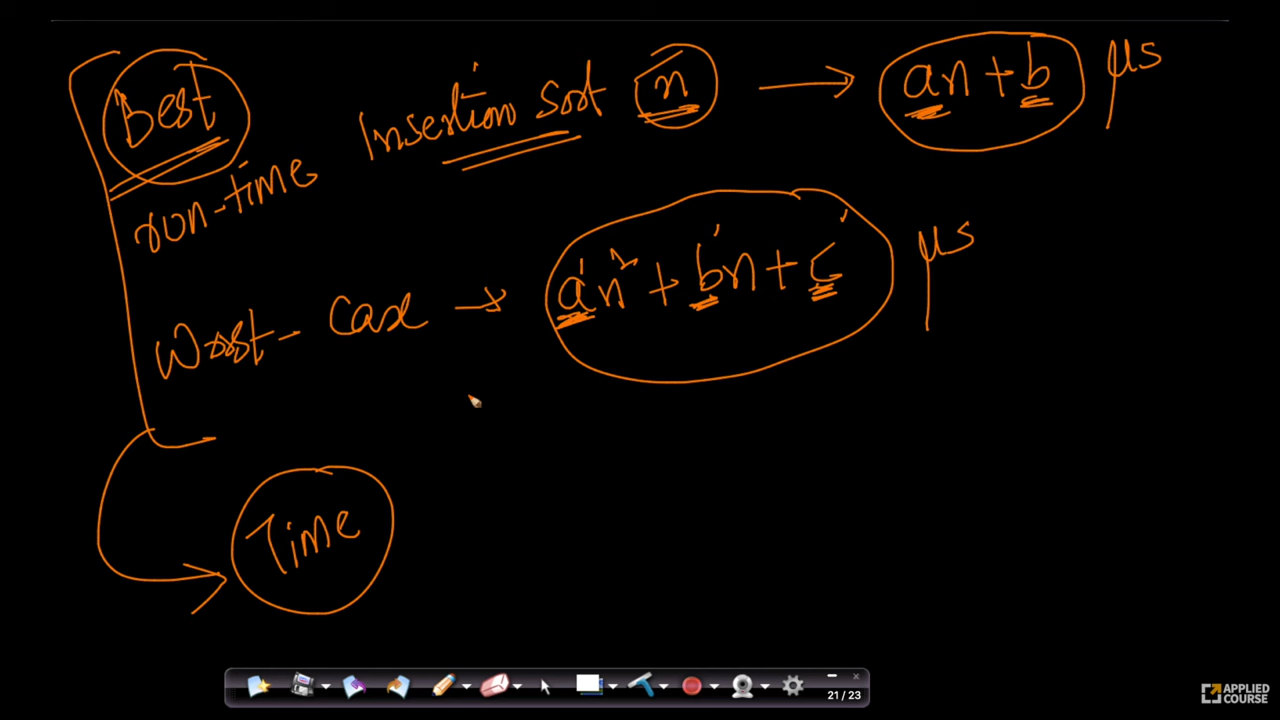 Best Insertion Sort n → an + b μs
run-time
Worst- Case → a'n² + b'n + c' μs
Time
21 / 23
APPLIED
COURSE